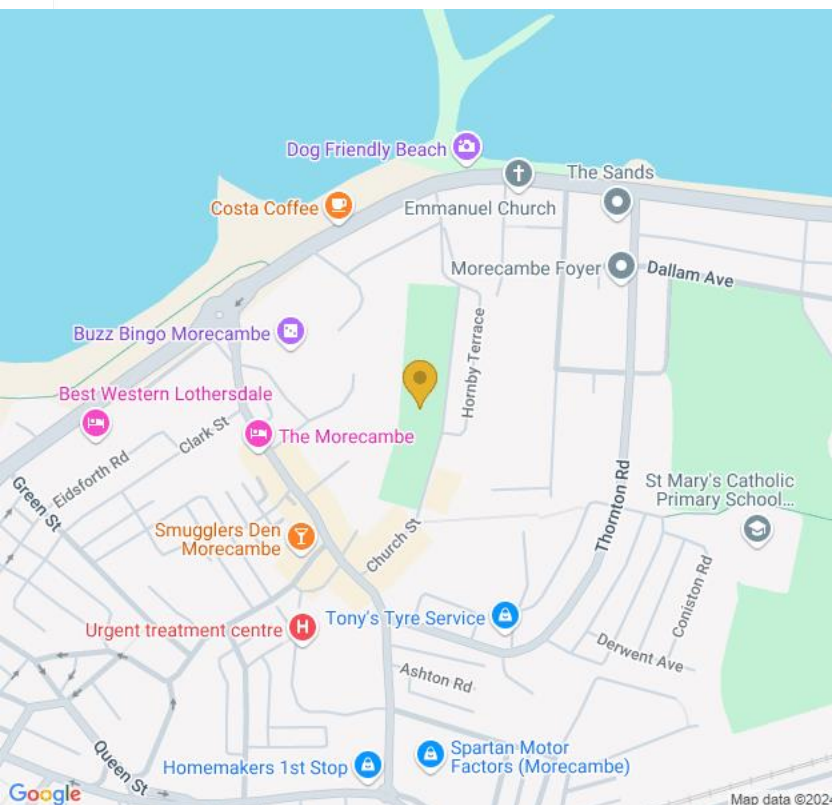 Dog Friendly Beach
The Sands
Costa Coffee
Emmanuel Church
Morecambe Foyer
Dallam Ave
Buzz Bingo Morecambe
Hornby Terrace
Best Western Lothersdale
Clark St
The Morecambe
Eidsforth Rd
Green St
Thornton Rd
St Mary's Catholic
Primary School...
Smugglers Den
Morecambe
Church St
Coniston Rd
Tony's Tyre Service
Urgent treatment centre
H
Derwent Ave
Ashton Rd
Queen St
Homemakers 1st Stop
Spartan Motor
Factors (Morecambe)
Google
Map data ©2024